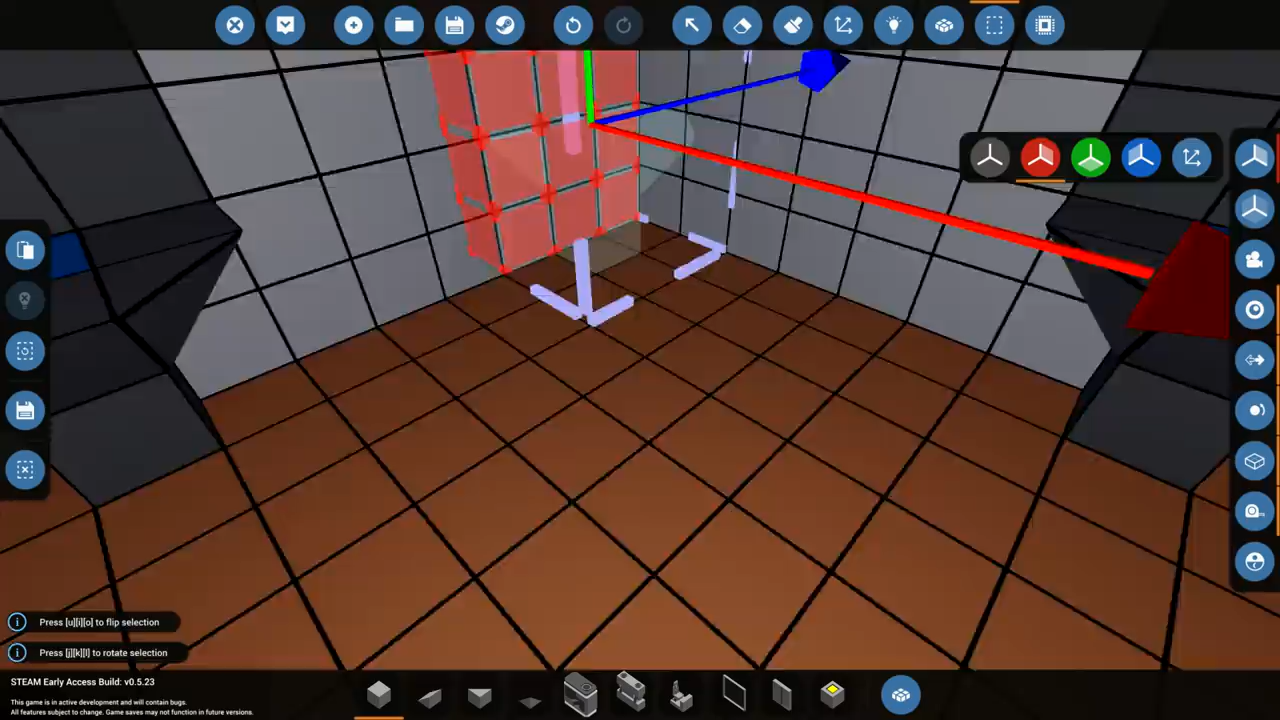 Press [u][i][o] to flip selection
Press [j][k][l] to rotate selection
STEAM Early Access Build: v0.5.23
This game is in active development and will contain bugs.
All features subject to change. Game saves may not function in future versions.